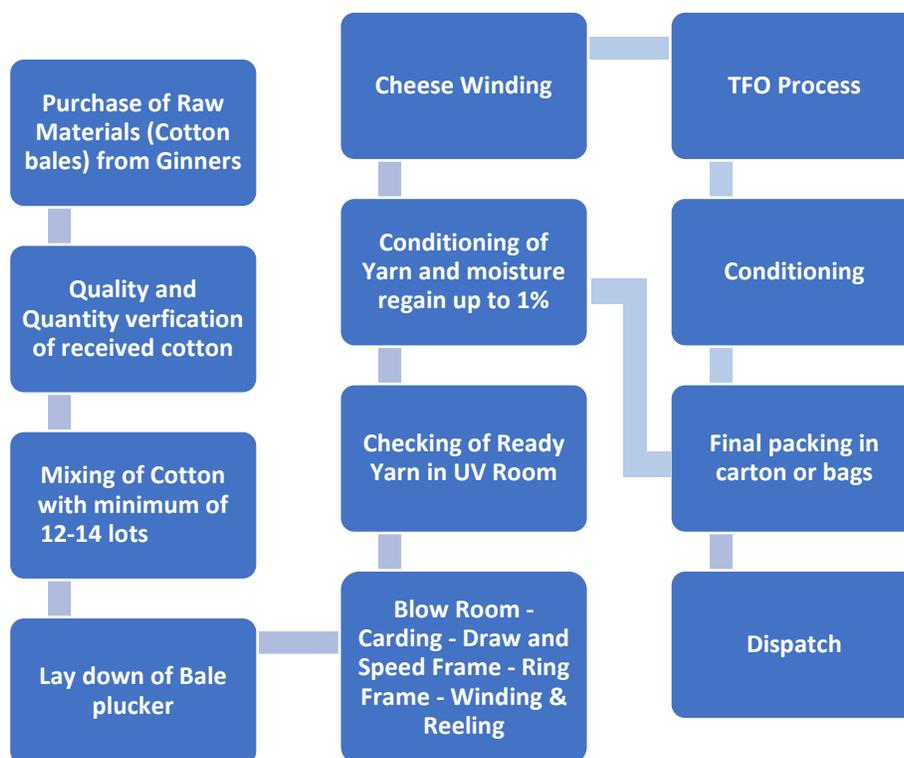 Purchase of Raw
Materials (Cotton
bales) from Ginners
Quality and
Quantity verfication
of received cotton
Mixing of Cotton
with minimum of
12-14 lots
Lay down of Bale
plucker
Blow Room -
Carding - Draw and
Speed Frame - Ring
Frame - Winding &
Reeling
Checking of Ready
Yarn in UV Room
Conditioning of
Yarn and moisture
regain up to 1%
Cheese Winding
TFO Process
Conditioning
Final packing in
carton or bags
Dispatch